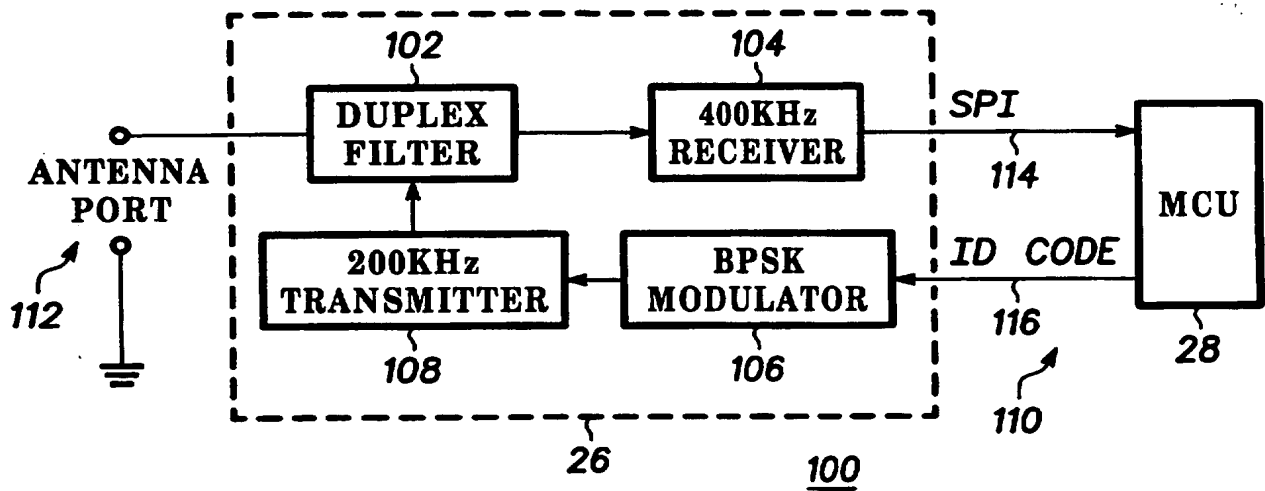 102
104
DUPLEX
FILTER
400KHz
RECEIVER
SPI
114
ANTENNA
PORT
MCU
200KHz
TRANSMITTER
BPSK
MODULATOR
ID CODE
112
108
106
116
28
110
26
100